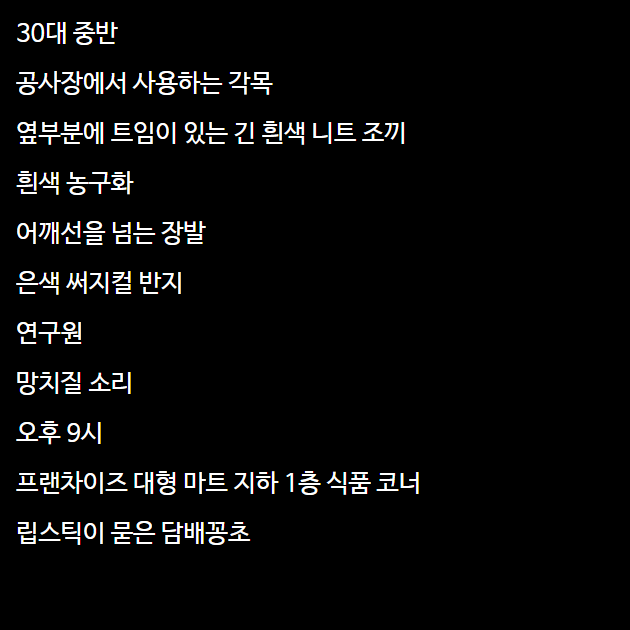 30대 중반
공사장에서 사용하는 각목
옆부분에 트임이 있는 긴 흰색 니트 조끼
흰색 농구화
어깨선을 넘는 장발
은색 써지컬 반지
연구원
망치질 소리
오후 9시
프랜차이즈 대형 마트 지하 1층 식품 코너
립스틱이 묻은 담배꽁초